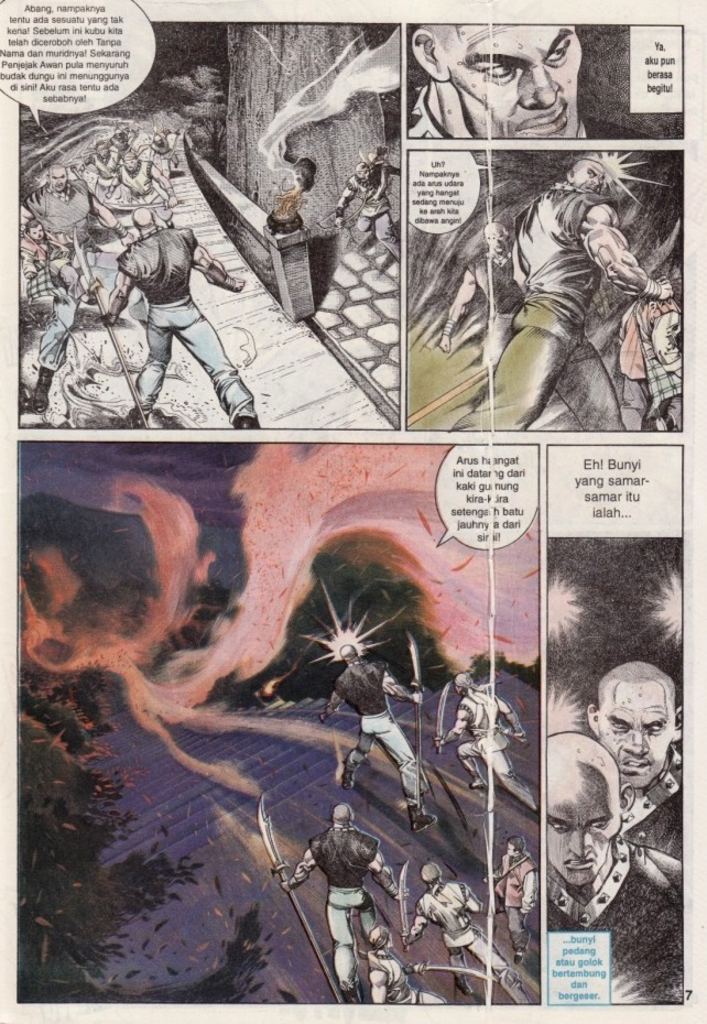 Abang, nampaknya
tentu ada sesuatu yang tak
kena! Sebelum ini kubu kita
telah diceroboh oleh Tanpa
Nama dan muridnya! Sekarang
Penjejak Awan pula menyuruh
budak dungu ini menunggunya
di sini! Aku rasa tentu ada
sebabnya!
Ya,
aku pun
berasa
begitu!
Uh?
Nampaknya
ada arus udara
yang hangat
sedang menuju
ke arah kita
dibawa angin!
Arus hangat
ini datang dari
kaki gunung
kira-kira
setengah batu
jauhnya dari
sini!
Eh! Bunyi
yang samar-
samar itu
ialah...
...bunyi
pedang
atau golok
bertembung
dan
bergeser.
7